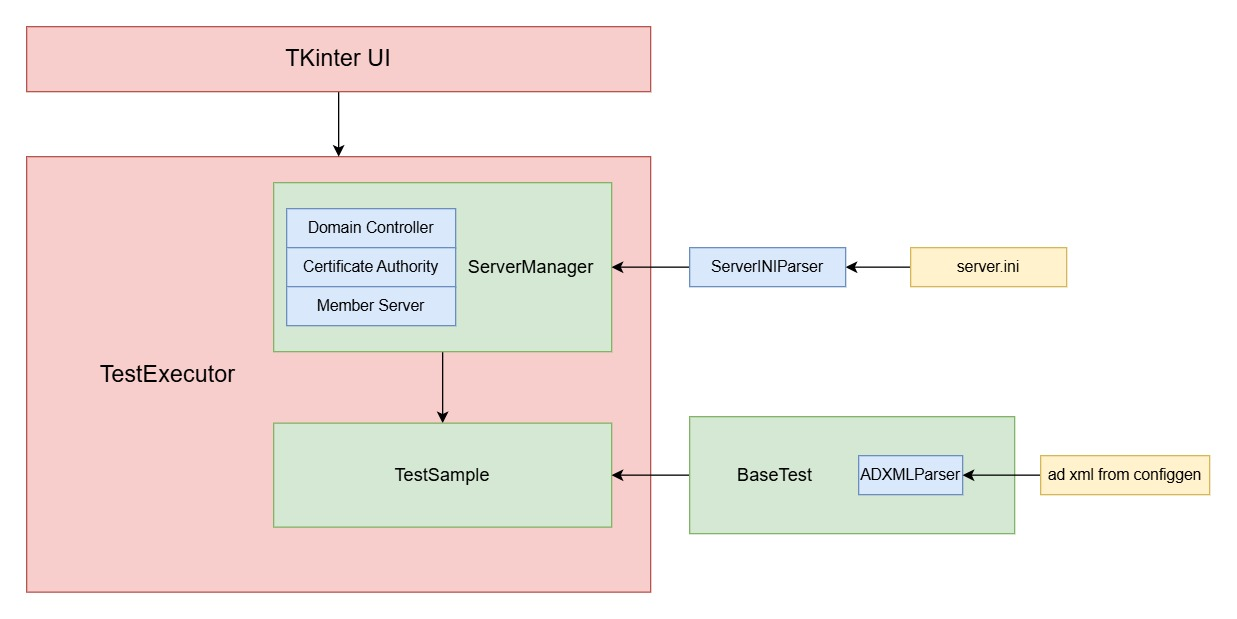 TKinter UI
Domain Controller
Certificate Authority
Member Server
ServerManager
ServerINIParser
server.ini
TestExecutor
TestSample
BaseTest
ADXMLParser
ad xml from configgen